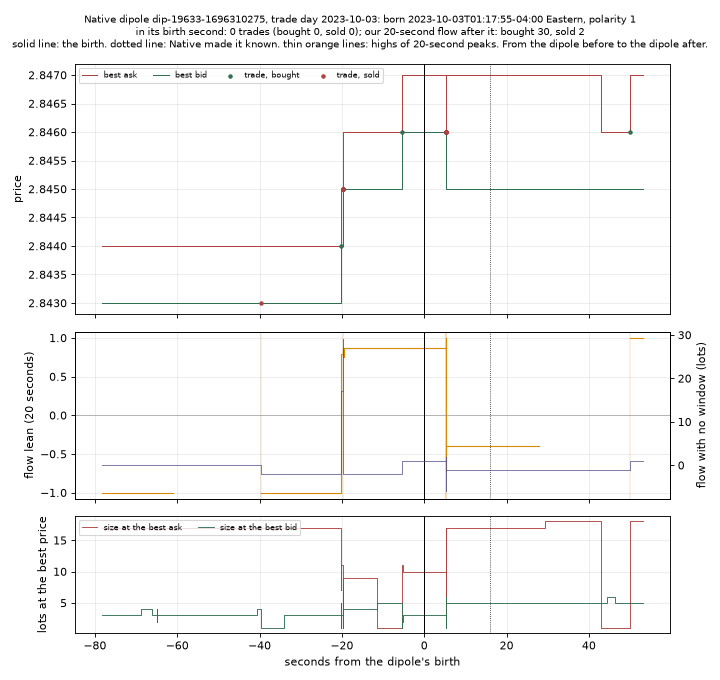 Native dipole dip-19633-1696310275, trade day 2023-10-03: born 2023-10-03T01:17:55-04:00 Eastern, polarity 1
in its birth second: 0 trades (bought 0, sold 0); our 20-second flow after it: bought 30, sold 2
solid line: the birth. dotted line: Native made it known. thin orange lines: highs of 20-second peaks. From the dipole before to the dipole after.
best ask
best bid
trade, bought
trade, sold
2.8470
2.8465
2.8460
2.8455
2.8450
2.8445
2.8440
2.8435
2.8430
price
1.0
0.5
0.0
−0.5
−1.0
flow lean (20 seconds)
30
20
10
0
flow with no window (lots)
size at the best ask
size at the best bid
15
10
5
lots at the best price
−80
−60
−40
−20
0
20
40
seconds from the dipole's birth